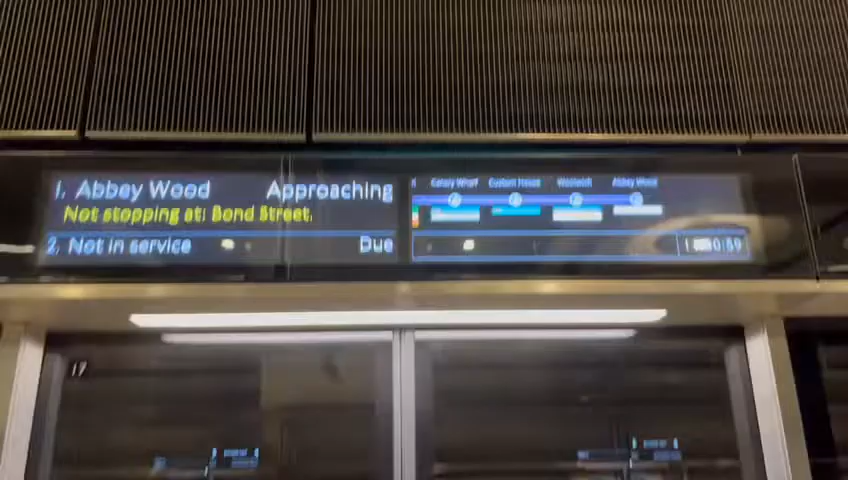 1. Abbey Wood Approaching
Not stopping at: Bond Street.
2. Not in service Due
Canary Wharf Custom House Woolwich Abbey Wood
17